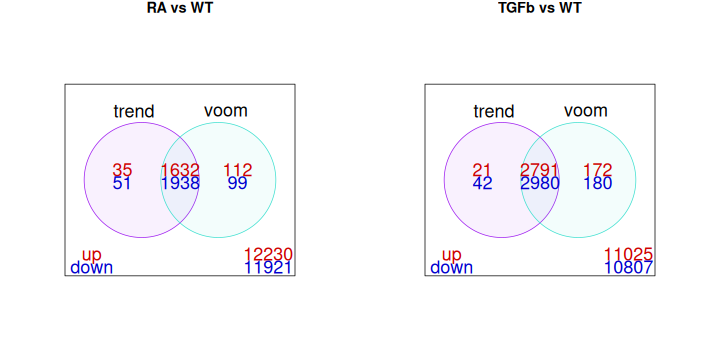 RA vs WT
trend voom
35 1632 112
51 1938 99
up 12230
down 11921
TGFb vs WT
trend voom
21 2791 172
42 2980 180
up 11025
down 10807